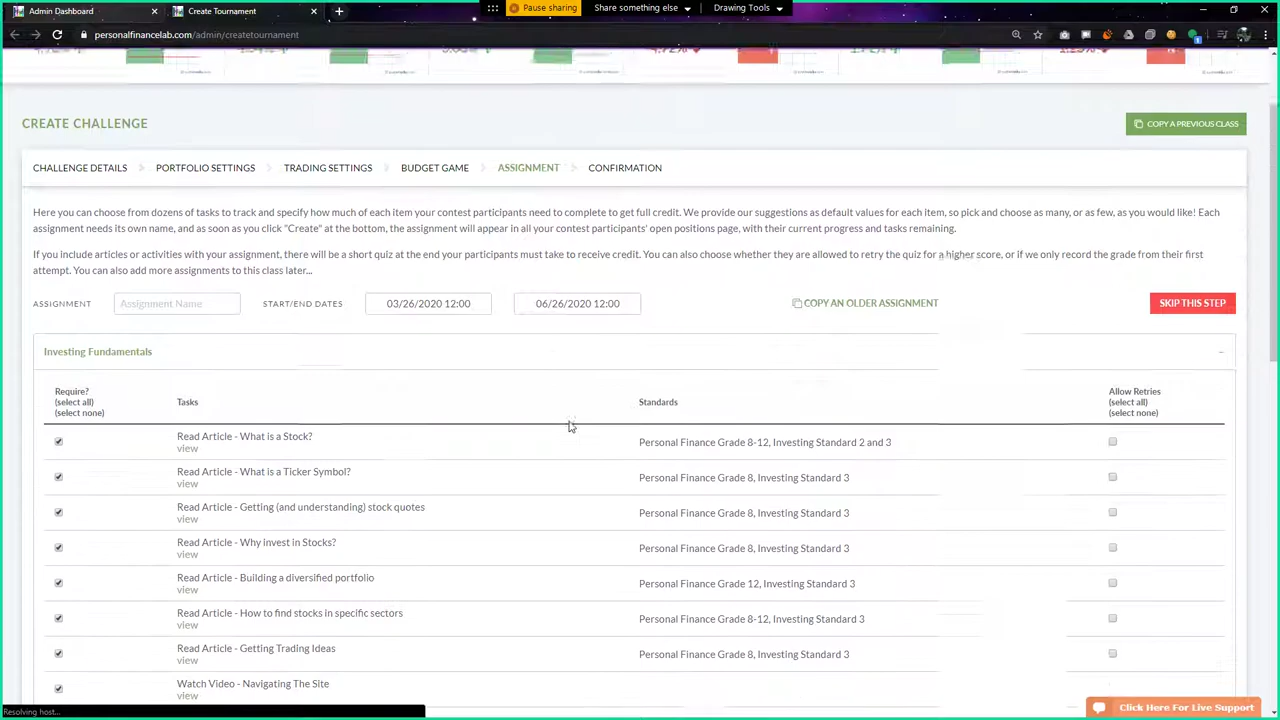 Admin Dashboard
Create Tournament
Pause sharing
Share something else
Drawing Tools
personalfinancelab.com/admin/createtournament
CREATE CHALLENGE
COPY A PREVIOUS CLASS
CHALLENGE DETAILS
PORTFOLIO SETTINGS
TRADING SETTINGS
BUDGET GAME
ASSIGNMENT
CONFIRMATION
Here you can choose from dozens of tasks to track and specify how much of each item your contest participants need to complete to get full credit. We provide our suggestions as default values for each item, so pick and choose as many, or as few, as you would like! Each
assignment needs its own name, and as soon as you click "Create" at the bottom, the assignment will appear in all your contest participants' open positions page, with their current progress and tasks remaining.
If you include articles or activities with your assignment, there will be a short quiz at the end your participants must take to receive credit. You can also choose whether they are allowed to retry the quiz for a higher score, or if we only record the grade from their first
attempt. You can also add more assignments to this class later...
ASSIGNMENT
Assignment Name
START/END DATES
03/26/2020 12:00
06/26/2020 12:00
COPY AN OLDER ASSIGNMENT
SKIP THIS STEP
Investing Fundamentals
Require?
(select all)
(select none)
Tasks
Standards
Allow Retries
(select all)
(select none)
Read Article - What is a Stock?
view
Personal Finance Grade 8-12, Investing Standard 2 and 3
Read Article - What is a Ticker Symbol?
view
Personal Finance Grade 8, Investing Standard 3
Read Article - Getting (and understanding) stock quotes
view
Personal Finance Grade 8, Investing Standard 3
Read Article - Why invest in Stocks?
view
Personal Finance Grade 8, Investing Standard 3
Read Article - Building a diversified portfolio
view
Personal Finance Grade 12, Investing Standard 3
Read Article - How to find stocks in specific sectors
view
Personal Finance Grade 8-12, Investing Standard 3
Read Article - Getting Trading Ideas
view
Personal Finance Grade 8, Investing Standard 3
Watch Video - Navigating The Site
view
Resolving host...
Click Here For Live Support